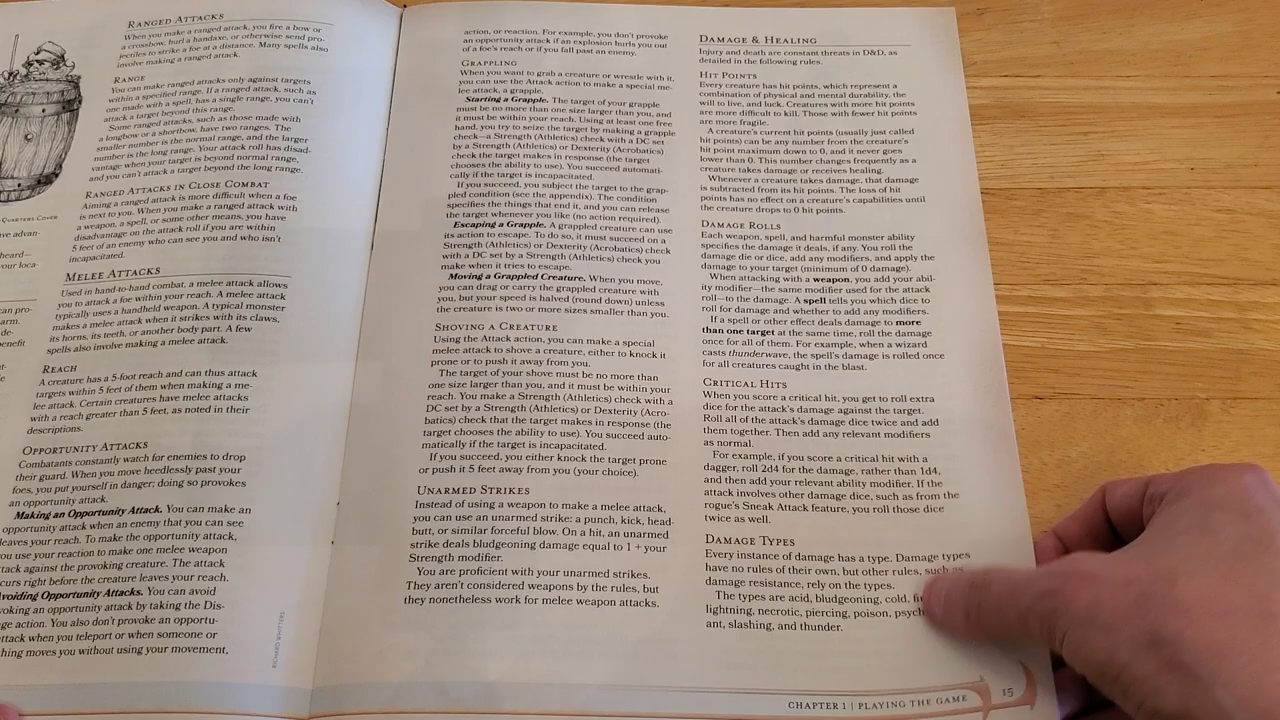 -QUARTERS COVER
ave advan-
heard—
your loca-
can pro-
arm.
de-
enefit
RANGED ATTACKS
When you make a ranged attack, you fire a bow or
a crossbow, hurl a handaxe, or otherwise send pro-
jectiles to strike a foe at a distance. Many spells also
involve making a ranged attack.
RANGE
You can make ranged attacks only against targets
within a specified range. If a ranged attack, such as
one made with a spell, has a single range, you can't
attack a target beyond this range.
Some ranged attacks, such as those made with
a longbow or a shortbow, have two ranges. The
smaller number is the normal range, and the larger
number is the long range. Your attack roll has disad-
vantage when your target is beyond normal range,
and you can't attack a target beyond the long range.
RANGED ATTACKS IN CLOSE COMBAT
Aiming a ranged attack is more difficult when a foe
is next to you. When you make a ranged attack with
a weapon, a spell, or some other means, you have
disadvantage on the attack roll if you are within
5 feet of an enemy who can see you and who isn't
incapacitated.
MELEE ATTACKS
Used in hand-to-hand combat, a melee attack allows
you to attack a foe within your reach. A melee attack
typically uses a handheld weapon. A typical monster
makes a melee attack when it strikes with its claws,
its horns, its teeth, or another body part. A few
spells also involve making a melee attack.
REACH
A creature has a 5-foot reach and can thus attack
targets within 5 feet of them when making a me-
lee attack. Certain creatures have melee attacks
with a reach greater than 5 feet, as noted in their
descriptions.
OPPORTUNITY ATTACKS
Combatants constantly watch for enemies to drop
their guard. When you move heedlessly past your
foes, you put yourself in danger; doing so provokes
an opportunity attack.
Making an Opportunity Attack. You can make an
opportunity attack when an enemy that you can see
leaves your reach. To make the opportunity attack,
you use your reaction to make one melee weapon
attack against the provoking creature. The attack
curs right before the creature leaves your reach.
Avoiding Opportunity Attacks. You can avoid
voking an opportunity attack by taking the Dis-
ge action. You also don't provoke an opportu-
attack when you teleport or when someone or
thing moves you without using your movement,
RICHARD WHITTERS
action, or reaction. For example, you don't provoke
an opportunity attack if an explosion hurls you out
of a foe's reach or if you fall past an enemy.
GRAPPLING
When you want to grab a creature or wrestle with it,
you can use the Attack action to make a special me-
lee attack, a grapple.
Starting a Grapple. The target of your grapple
must be no more than one size larger than you, and
it must be within your reach. Using at least one free
hand, you try to seize the target by making a grapple
check—a Strength (Athletics) check with a DC set
by a Strength (Athletics) or Dexterity (Acrobatics)
check the target makes in response (the target
chooses the ability to use). You succeed automati-
cally if the target is incapacitated.
If you succeed, you subject the target to the grap-
pled condition (see the appendix). The condition
specifies the things that end it, and you can release
the target whenever you like (no action required).
Escaping a Grapple. A grappled creature can use
its action to escape. To do so, it must succeed on a
Strength (Athletics) or Dexterity (Acrobatics) check
with a DC set by a Strength (Athletics) check you
make when it tries to escape.
Moving a Grappled Creature. When you move,
you can drag or carry the grappled creature with
you, but your speed is halved (round down) unless
the creature is two or more sizes smaller than you.
SHOVING A CREATURE
Using the Attack action, you can make a special
melee attack to shove a creature, either to knock it
prone or to push it away from you.
The target of your shove must be no more than
one size larger than you, and it must be within your
reach. You make a Strength (Athletics) check with a
DC set by a Strength (Athletics) or Dexterity (Acro-
batics) check that the target makes in response (the
target chooses the ability to use). You succeed auto-
matically if the target is incapacitated.
If you succeed, you either knock the target prone
or push it 5 feet away from you (your choice).
UNARMED STRIKES
Instead of using a weapon to make a melee attack,
you can use an unarmed strike: a punch, kick, head-
butt, or similar forceful blow. On a hit, an unarmed
strike deals bludgeoning damage equal to 1 + your
Strength modifier.
You are proficient with your unarmed strikes.
They aren't considered weapons by the rules, but
they nonetheless work for melee weapon attacks.
DAMAGE & HEALING
Injury and death are constant threats in D&D, as
detailed in the following rules.
HIT POINTS
Every creature has hit points, which represent a
combination of physical and mental durability, the
will to live, and luck. Creatures with more hit points
are more difficult to kill. Those with fewer hit points
are more fragile.
A creature's current hit points (usually just called
hit points) can be any number from the creature's
hit point maximum down to 0, and it never goes
lower than 0. This number changes frequently as a
creature takes damage or receives healing.
Whenever a creature takes damage, that damage
is subtracted from its hit points. The loss of hit
points has no effect on a creature's capabilities until
the creature drops to 0 hit points.
DAMAGE ROLLS
Each weapon, spell, and harmful monster ability
specifies the damage it deals, if any. You roll the
damage die or dice, add any modifiers, and apply the
damage to your target (minimum of 0 damage).
When attacking with a weapon, you add your abil-
ity modifier—the same modifier used for the attack
roll—to the damage. A spell tells you which dice to
roll for damage and whether to add any modifiers.
If a spell or other effect deals damage to more
than one target at the same time, roll the damage
once for all of them. For example, when a wizard
casts thunderwave, the spell's damage is rolled once
for all creatures caught in the blast.
CRITICAL HITS
When you score a critical hit, you get to roll extra
dice for the attack's damage against the target.
Roll all of the attack's damage dice twice and add
them together. Then add any relevant modifiers
as normal.
For example, if you score a critical hit with a
dagger, roll 2d4 for the damage, rather than 1d4,
and then add your relevant ability modifier. If the
attack involves other damage dice, such as from the
rogue's Sneak Attack feature, you roll those dice
twice as well.
DAMAGE TYPES
Every instance of damage has a type. Damage types
have no rules of their own, but other rules, such as
damage resistance, rely on the types.
The types are acid, bludgeoning, cold, fi
lightning, necrotic, piercing, poison, psych
ant, slashing, and thunder.
CHAPTER 1 | PLAYING THE GAME
15